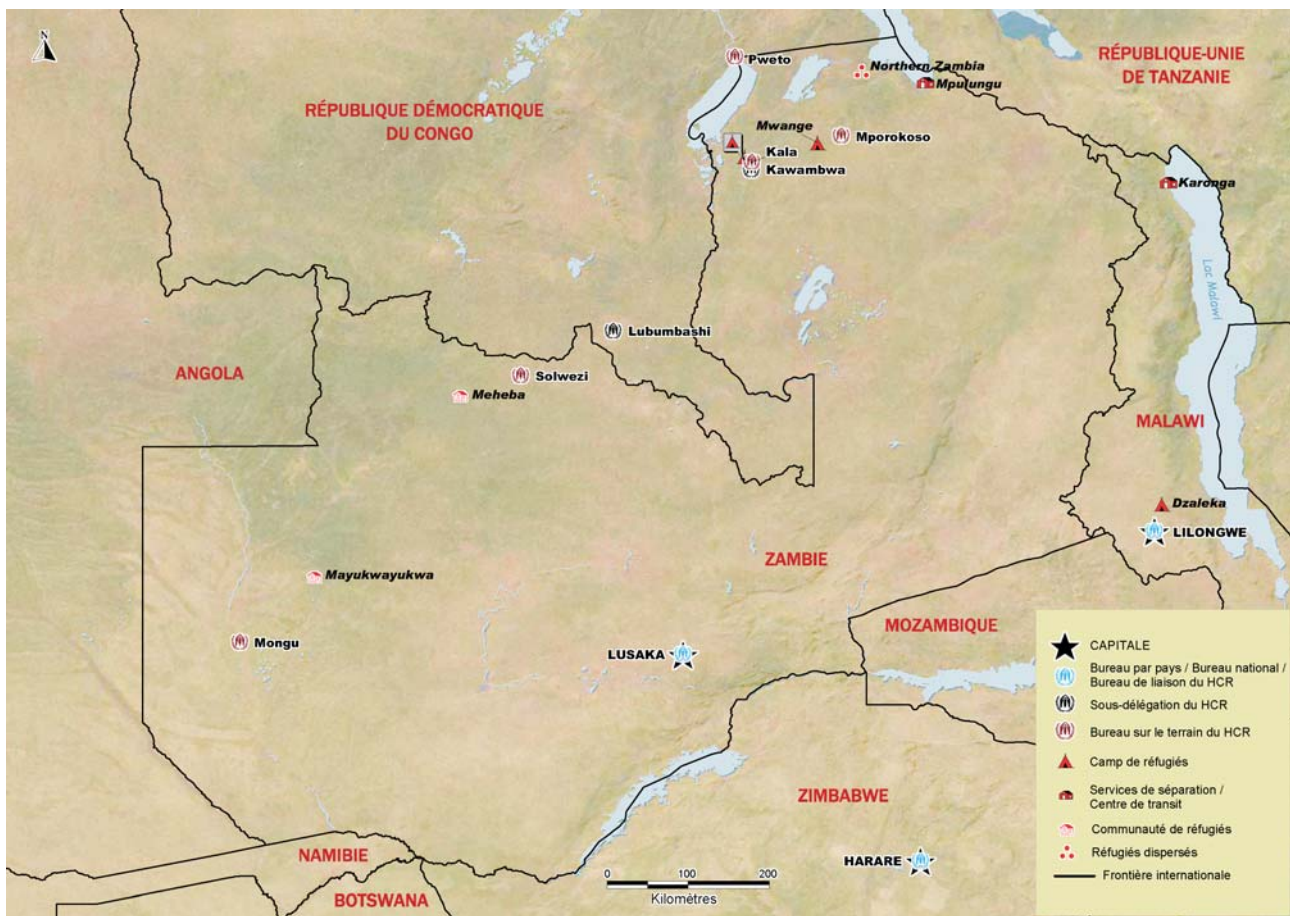 N
Pweto
Northern Zambia
Mpulungu
RÉPUBLIQUE-UNIE
DE TANZANIE
RÉPUBLIQUE DÉMOCRATIQUE
DU CONGO
Mwange
Mporokoso
Kala
Kawambwa
Karonga
Lac Malawi
Lubumbashi
ANGOLA
Solwezi
Meheba
MALAWI
Dzaleka
LILONGWE
ZAMBIE
Mayukwayukwa
MOZAMBIQUE
Mongu
LUSAKA
ZIMBABWE
NAMIBIE
HARARE
BOTSWANA
0 100 200
Kilomètres
CAPITALE
Bureau par pays / Bureau national /
Bureau de liaison du HCR
Sous-délégation du HCR
Bureau sur le terrain du HCR
Camp de réfugiés
Services de séparation /
Centre de transit
Communauté de réfugiés
Réfugiés dispersés
Frontière internationale